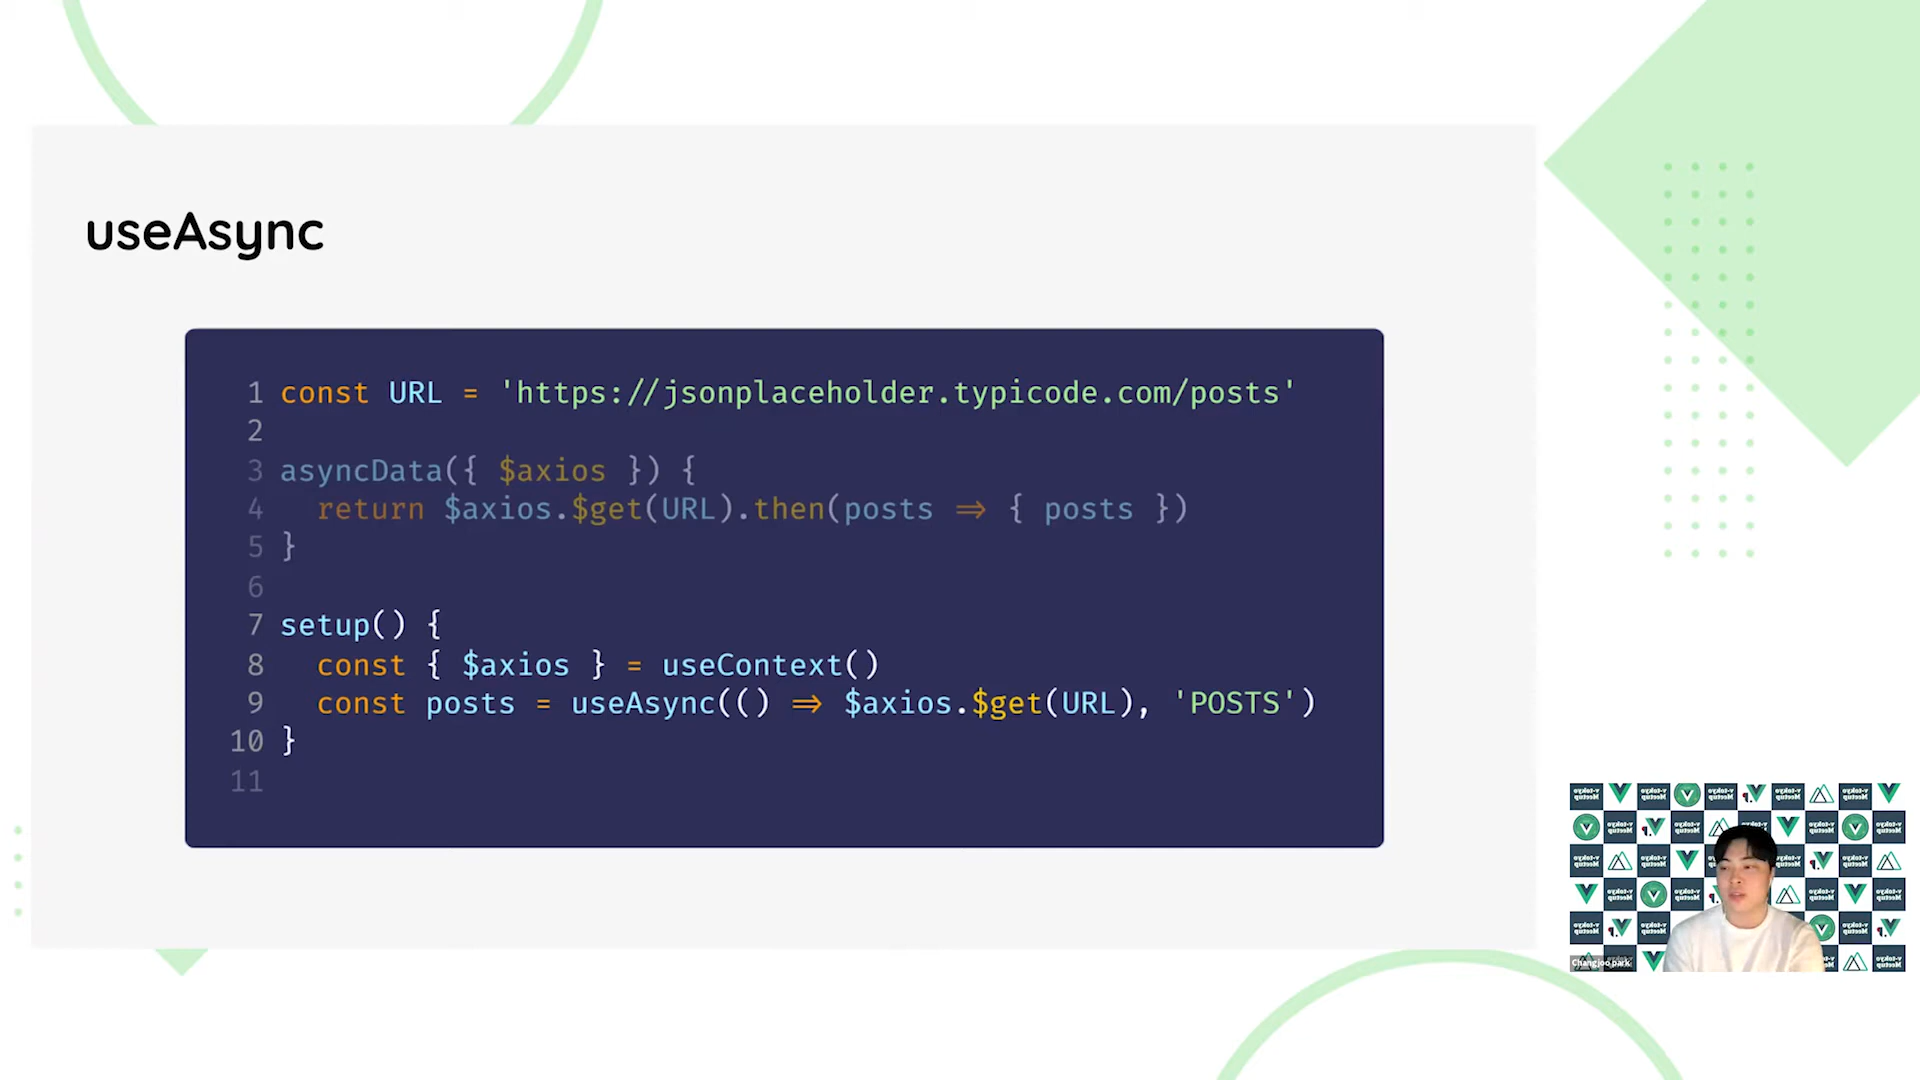 useAsync
1 const URL = 'https://jsonplaceholder.typicode.com/posts'
2
3 asyncData({ $axios }) {
4   return $axios.$get(URL).then(posts => { posts })
5 }
6
7 setup() {
8   const { $axios } = useContext()
9   const posts = useAsync(() => $axios.$get(URL), 'POSTS')
10 }
11
Changjoo park